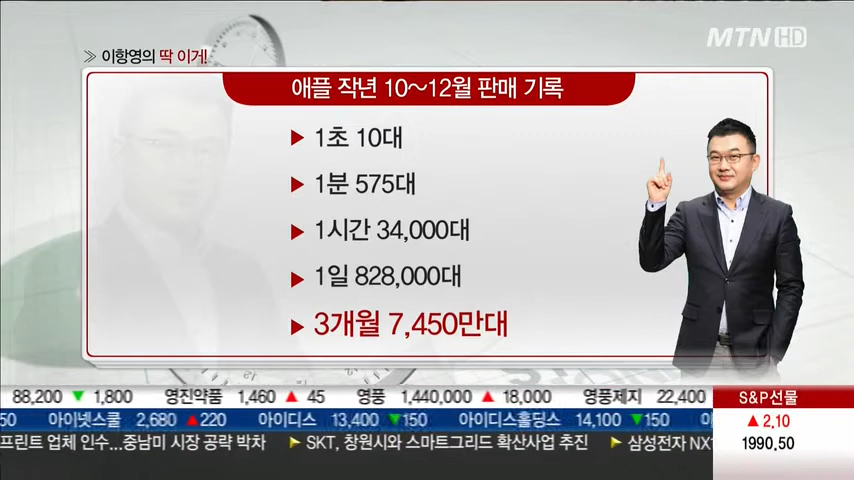 MTN HD
≫ 이항영의 딱 이거!
애플 작년 10~12월 판매 기록
▶ 1초 10대
▶ 1분 575대
▶ 1시간 34,000대
▶ 1일 828,000대
▶ 3개월 7,450만대
88,200 ▼ 1,800 영진약품 1,460 ▲ 45 영풍 1,440,000 ▲ 18,000 영풍제지 22,400
S&P선물
50 아이넷스쿨 2,680 ▲220 아이디스 13,400 ▼150 아이디스홀딩스 14,100 ▼150
▲ 2,10
프린트 업체 인수...중남미 시장 공략 박차 ▶ SKT, 창원시와 스마트그리드 확산사업 추진 ▶ 삼성전자 NX1
1990,50